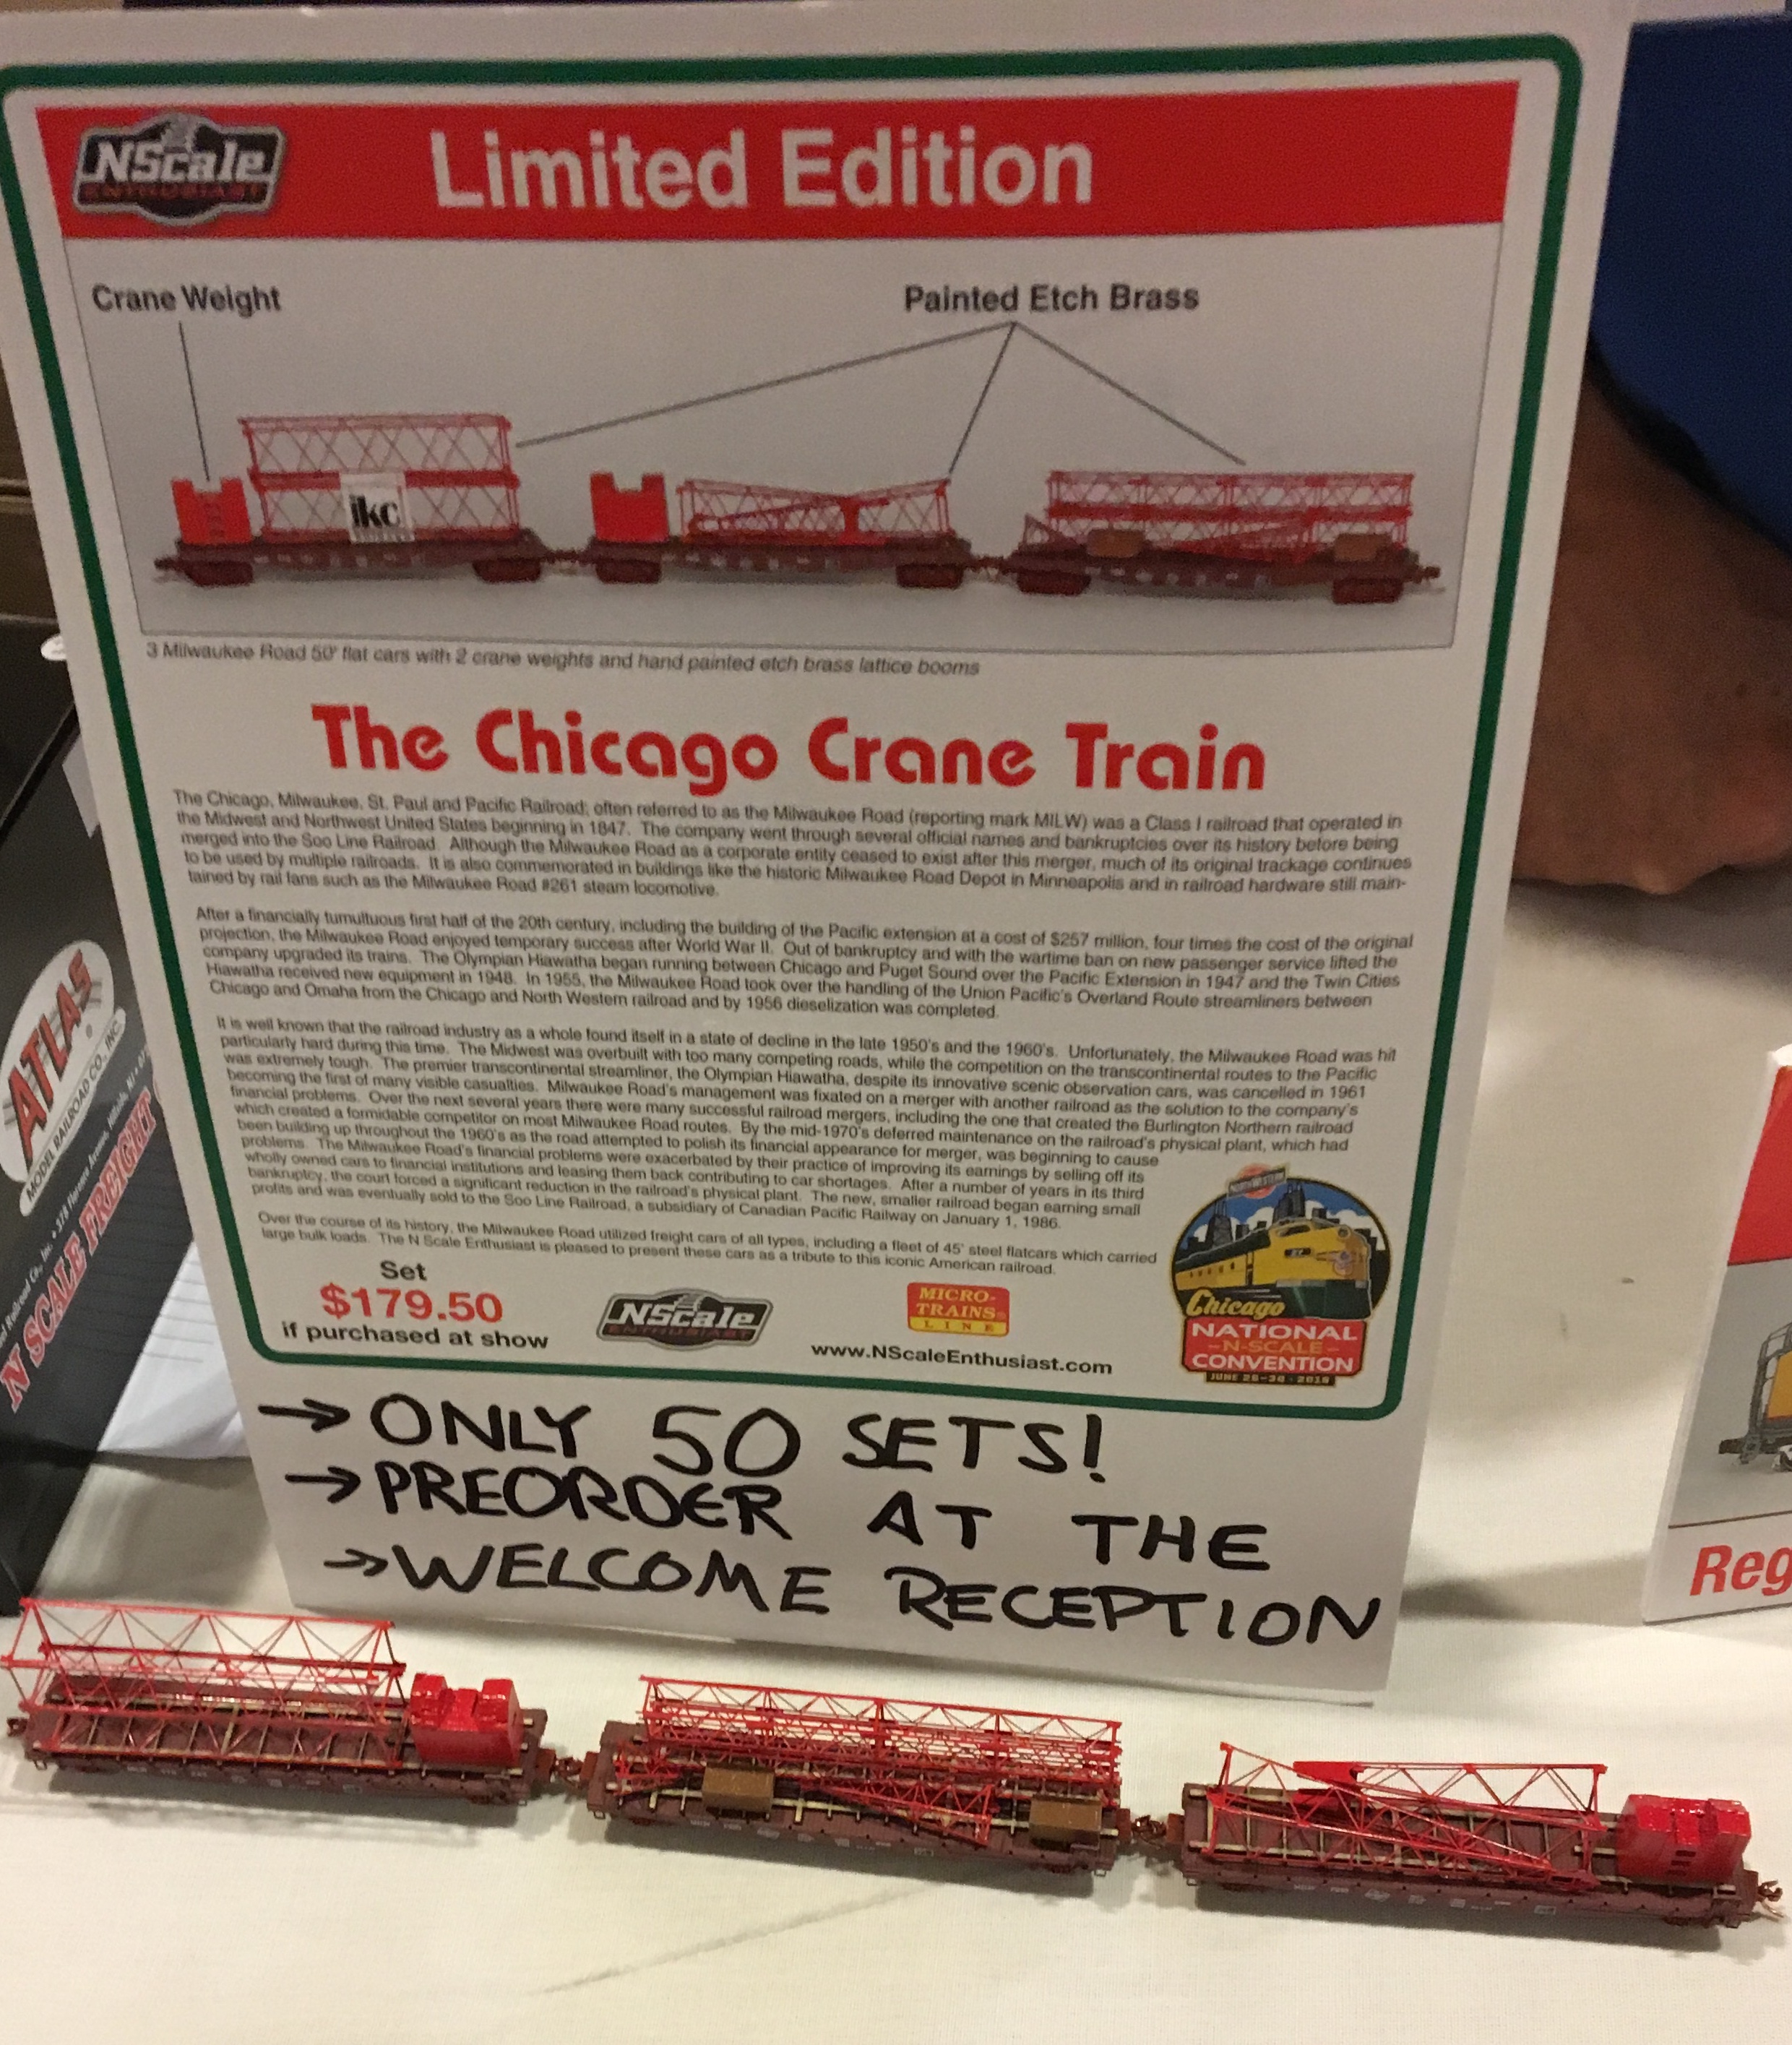 NScale
ENTHUSIAST
Limited Edition
Crane Weight
Painted Etch Brass
ikc
3 Milwaukee Road 50' flat cars with 2 crane weights and hand painted etch brass lattice booms
The Chicago Crane Train
The Chicago, Milwaukee, St. Paul and Pacific Railroad; often referred to as the Milwaukee Road (reporting mark MILW) was a Class I railroad that operated in
the Midwest and Northwest United States beginning in 1847. The company went through several official names and bankruptcies over its history before being
merged into the Soo Line Railroad. Although the Milwaukee Road as a corporate entity ceased to exist after this merger, much of its original trackage continues
to be used by multiple railroads. It is also commemorated in buildings like the historic Milwaukee Road Depot in Minneapolis and in railroad hardware still main-
tained by rail fans such as the Milwaukee Road #261 steam locomotive.
After a financially tumultuous first half of the 20th century, including the building of the Pacific extension at a cost of $257 million, four times the cost of the original
projection, the Milwaukee Road enjoyed temporary success after World War II. Out of bankruptcy and with the wartime ban on new passenger service lifted the
company upgraded its trains. The Olympian Hiawatha began running between Chicago and Puget Sound over the Pacific Extension in 1947 and the Twin Cities
Hiawatha received new equipment in 1948. In 1955, the Milwaukee Road took over the handling of the Union Pacific's Overland Route streamliners between
Chicago and Omaha from the Chicago and North Western railroad and by 1956 dieselization was completed.
It is well known that the railroad industry as a whole found itself in a state of decline in the late 1950's and the 1960's. Unfortunately, the Milwaukee Road was hit
particularly hard during this time. The Midwest was overbuilt with too many competing roads, while the competition on the transcontinental routes to the Pacific
was extremely tough. The premier transcontinental streamliner, the Olympian Hiawatha, despite its innovative scenic observation cars, was cancelled in 1961
becoming the first of many visible casualties. Milwaukee Road's management was fixated on a merger with another railroad as the solution to the company's
financial problems. Over the next several years there were many successful railroad mergers, including the one that created the Burlington Northern railroad
which created a formidable competitor on most Milwaukee Road routes. By the mid-1970's deferred maintenance on the railroad's physical plant, which had
been building up throughout the 1960's as the road attempted to polish its financial appearance for merger, was beginning to cause
problems. The Milwaukee Road's financial problems were exacerbated by their practice of improving its earnings by selling off its
wholly owned cars to financial institutions and leasing them back contributing to car shortages. After a number of years in its third
bankruptcy, the court forced a significant reduction in the railroad's physical plant. The new, smaller railroad began earning small
profits and was eventually sold to the Soo Line Railroad, a subsidiary of Canadian Pacific Railway on January 1, 1986.
Over the course of its history, the Milwaukee Road utilized freight cars of all types, including a fleet of 45' steel flatcars which carried
large bulk loads. The N Scale Enthusiast is pleased to present these cars as a tribute to this iconic American railroad.
Set
$179.50
if purchased at show
NScale
ENTHUSIAST
MICRO-
TRAINS
LINE
www.NScaleEnthusiast.com
Chicago
NATIONAL
-N-SCALE-
CONVENTION
→ ONLY 50 SETS!
→ PREORDER AT THE
→ WELCOME RECEPTION
ATLAS
MODEL RAILROAD CO., INC.
N SCALE FREIGHT
Reg